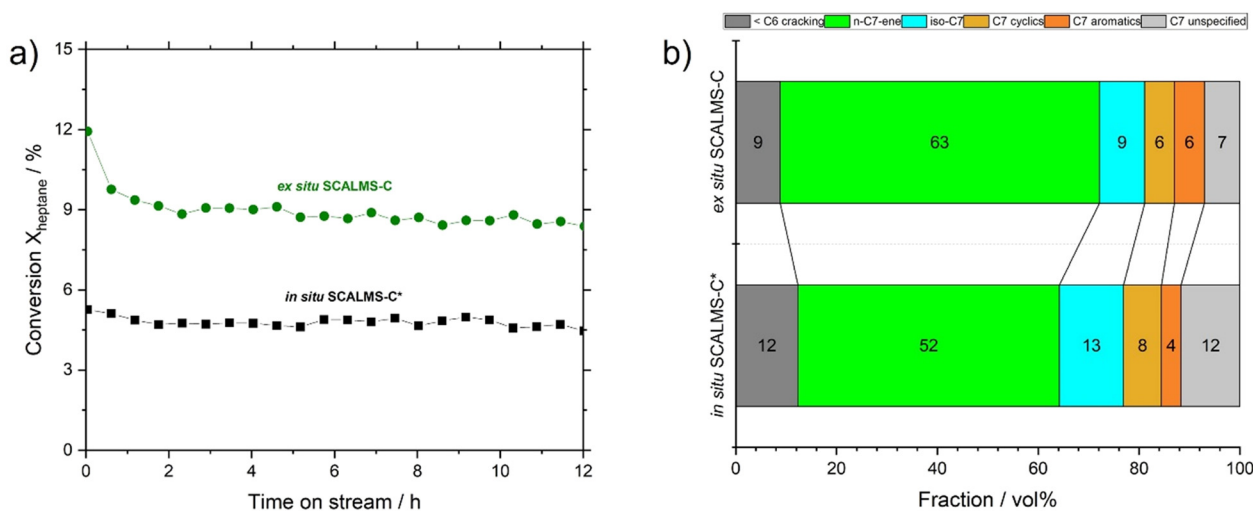 a)
15
12
9
6
3
0
Conversion X heptane / %
ex situ SCALMS-C
in situ SCALMS-C*
0 2 4 6 8 10 12
Time on stream / h
b)
< C6 cracking n-C7-ene iso-C7 C7 cyclics C7 aromatics C7 unspecified
ex situ SCALMS-C
9 63 9 6 6 7
in situ SCALMS-C*
12 52 13 8 4 12
0 20 40 60 80 100
Fraction / vol%